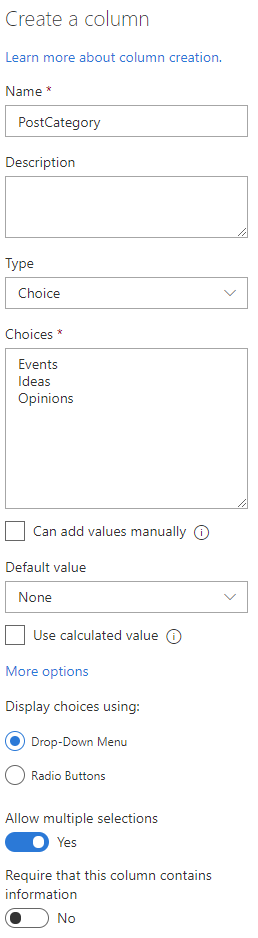 Create a column
Learn more about column creation.
Name *
PostCategory
Description
Type
Choice
Choices *
Events
Ideas
Opinions
Can add values manually
Default value
None
Use calculated value
More options
Display choices using:
Drop-Down Menu
Radio Buttons
Allow multiple selections
Yes
Require that this column contains
information
No